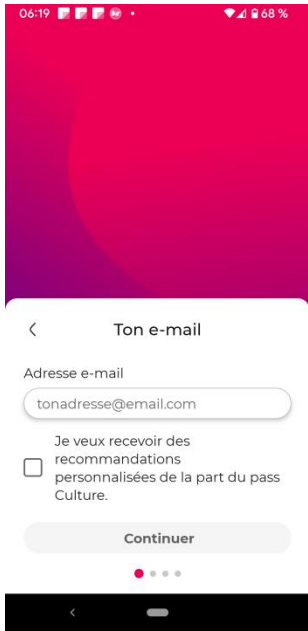 06:19
68 %
Ton e-mail
Adresse e-mail
tonadresse@email.com
Je veux recevoir des
recommandations
personnalisées de la part du pass
Culture.
Continuer